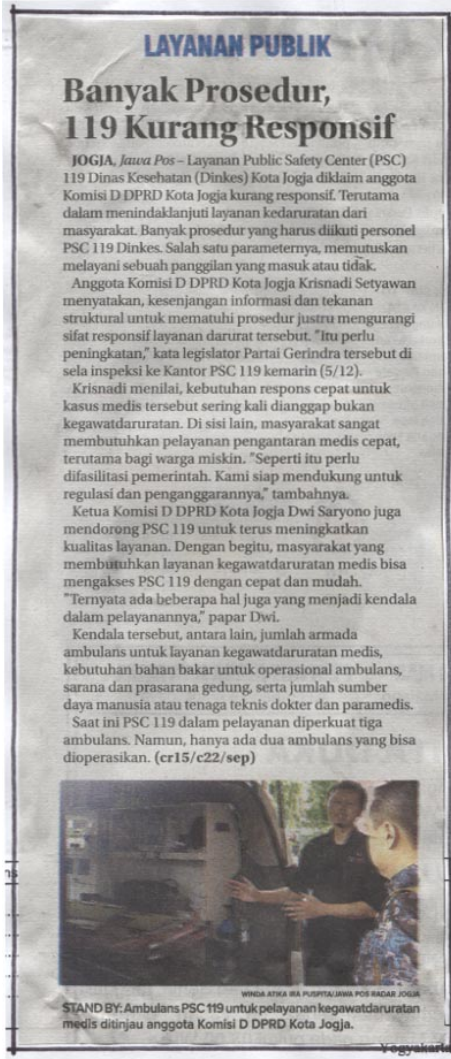 LAYANAN PUBLIK
Banyak Prosedur,
119 Kurang Responsif
JOGJA, Jawa Pos – Layanan Public Safety Center (PSC)
119 Dinas Kesehatan (Dinkes) Kota Jogja diklaim anggota
Komisi D DPRD Kota Jogja kurang responsif. Terutama
dalam menindaklanjuti layanan kedaruratan dari
masyarakat. Banyak prosedur yang harus diikuti personel
PSC 119 Dinkes. Salah satu parameternya, memutuskan
melayani sebuah panggilan yang masuk atau tidak.
Anggota Komisi D DPRD Kota Jogja Krisnadi Setyawan
menyatakan, kesenjangan informasi dan tekanan
struktural untuk mematuhi prosedur justru mengurangi
sifat responsif layanan darurat tersebut. "Itu perlu
peningkatan," kata legislator Partai Gerindra tersebut di
sela inspeksi ke Kantor PSC 119 kemarin (5/12).
Krisnadi menilai, kebutuhan respons cepat untuk
kasus medis tersebut sering kali dianggap bukan
kegawatdaruratan. Di sisi lain, masyarakat sangat
membutuhkan pelayanan pengantaran medis cepat,
terutama bagi warga miskin. "Seperti itu perlu
difasilitasi pemerintah. Kami siap mendukung untuk
regulasi dan penganggarannya," tambahnya.
Ketua Komisi D DPRD Kota Jogja Dwi Saryono juga
mendorong PSC 119 untuk terus meningkatkan
kualitas layanan. Dengan begitu, masyarakat yang
membutuhkan layanan kegawatdaruratan medis bisa
mengakses PSC 119 dengan cepat dan mudah.
"Ternyata ada beberapa hal juga yang menjadi kendala
dalam pelayanannya," papar Dwi.
Kendala tersebut, antara lain, jumlah armada
ambulans untuk layanan kegawatdaruratan medis,
kebutuhan bahan bakar untuk operasional ambulans,
sarana dan prasarana gedung, serta jumlah sumber
daya manusia atau tenaga teknis dokter dan paramedis.
Saat ini PSC 119 dalam pelayanan diperkuat tiga
ambulans. Namun, hanya ada dua ambulans yang bisa
dioperasikan. (cr15/c22/sep)
WINDA ATIKA IRA PUSPITA/JAWA POS RADAR JOGJA
STAND BY: Ambulans PSC 119 untuk pelayanan kegawatdaruratan
medis ditinjau anggota Komisi D DPRD Kota Jogja.
Yogyakarta